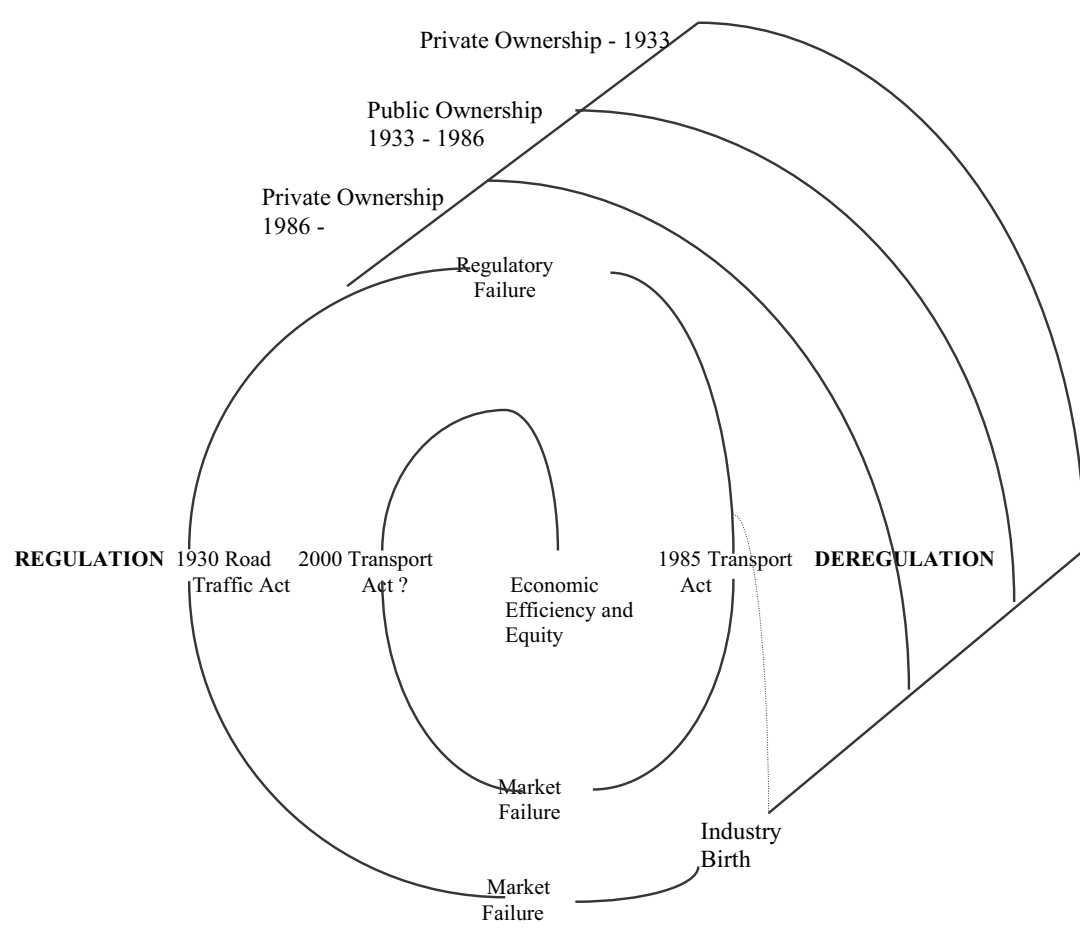 Private Ownership - 1933
Public Ownership
1933 - 1986
Private Ownership
1986 -
Regulatory
Failure
REGULATION
1930 Road
Traffic Act
2000 Transport
Act ?
Economic
Efficiency and
Equity
1985 Transport
Act
DEREGULATION
Market
Failure
Industry
Birth
Market
Failure